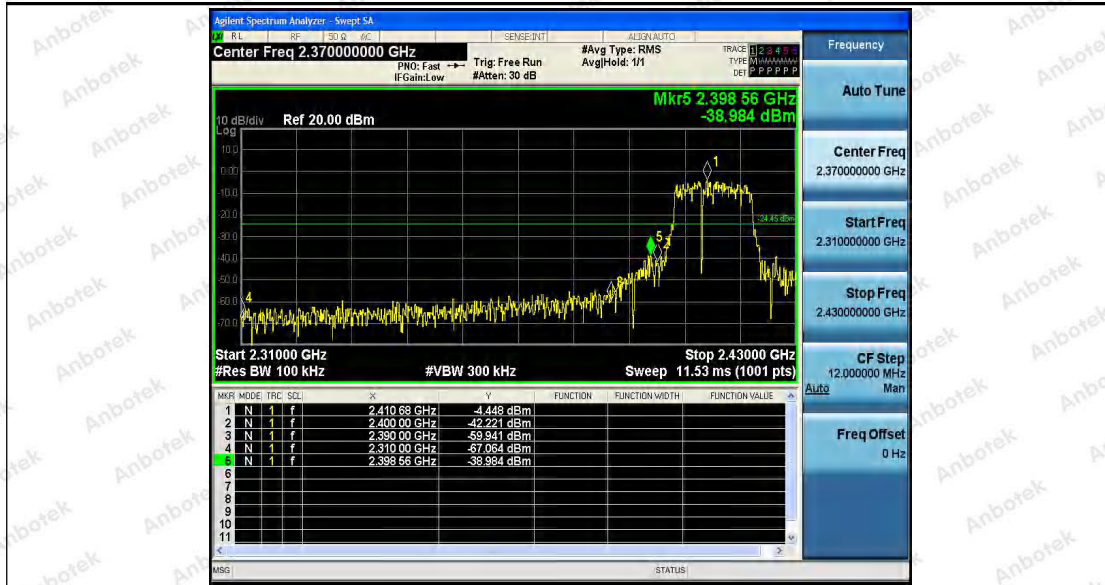 Agilent Spectrum Analyzer - Swept SA
RL RF 50 Ω AC SENSE:INT ALIGNAUTO
Center Freq 2.370000000 GHz
PNO: Fast
IFGain:Low
Trig: Free Run
#Atten: 30 dB
#Avg Type: RMS
Avg|Hold: 1/1
TRACE 1 2 3 4 5 6
TYPE M
DET P P P P P P
Mkr5 2.398 56 GHz
-38.984 dBm
10 dB/div Ref 20.00 dBm
Log
10.0
0.00
-10.0
-20.0
-30.0
-40.0
-50.0
-60.0
-70.0
1
-24.45 dBm
5
2
3
4
Start 2.31000 GHz
Stop 2.43000 GHz
#Res BW 100 kHz
#VBW 300 kHz
Sweep 11.53 ms (1001 pts)
MKR MODE TRC SCL X Y FUNCTION FUNCTION WIDTH FUNCTION VALUE
1 N 1 f 2.410 68 GHz -4.448 dBm
2 N 1 f 2.400 00 GHz -42.221 dBm
3 N 1 f 2.390 00 GHz -59.941 dBm
4 N 1 f 2.310 00 GHz -67.064 dBm
5 N 1 f 2.398 56 GHz -38.984 dBm
6
7
8
9
10
11
MSG
STATUS
Frequency
Auto Tune
Center Freq
2.370000000 GHz
Start Freq
2.310000000 GHz
Stop Freq
2.430000000 GHz
CF Step
12.000000 MHz
Auto Man
Freq Offset
0 Hz
Anbotek